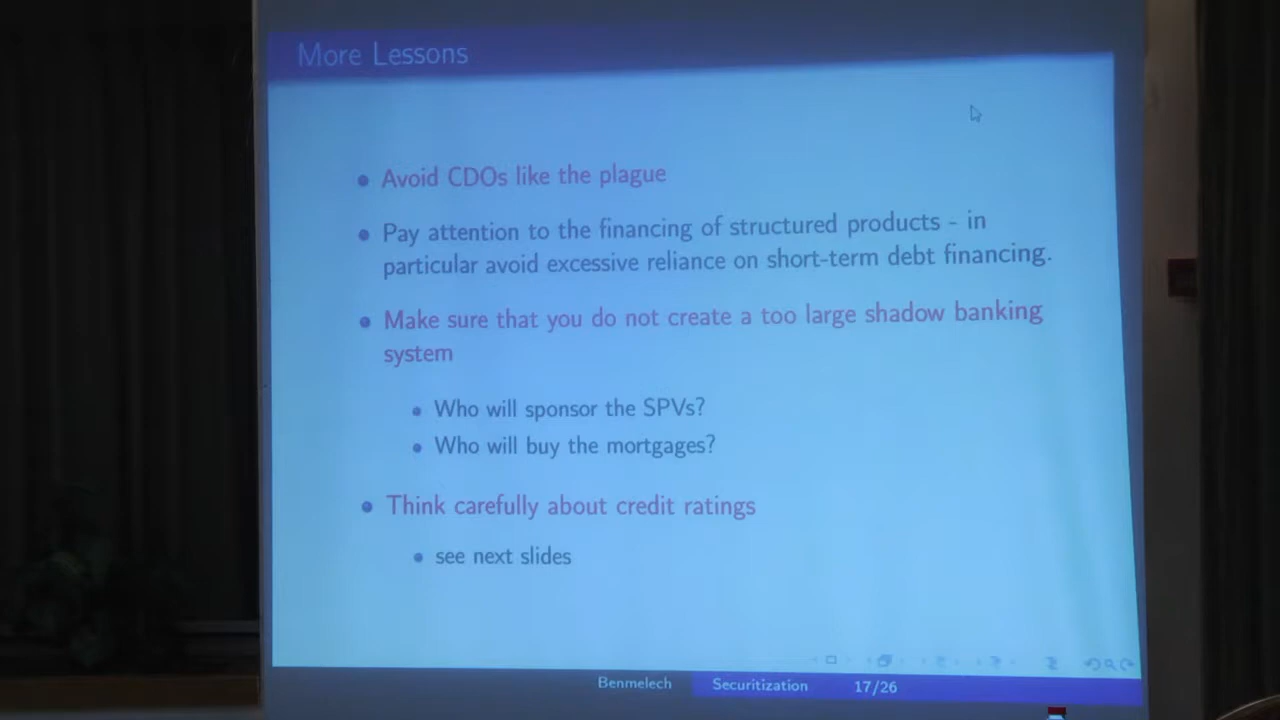 More Lessons
Avoid CDOs like the plague
Pay attention to the financing of structured products - in
particular avoid excessive reliance on short-term debt financing.
Make sure that you do not create a too large shadow banking
system
Who will sponsor the SPVs?
Who will buy the mortgages?
Think carefully about credit ratings
see next slides
Benmelech Securitization 17/26